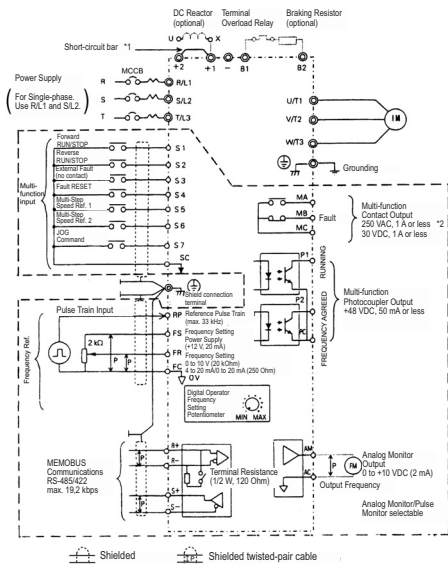 DC Reactor (optional)
Terminal Overload Relay
Braking Resistor (optional)
U X
Short-circuit bar *1
+2 +1 − B1 B2
Power Supply
MCCB
R R/L1
S S/L2
T T/L3
(For Single-phase. Use R/L1 and S/L2.)
U/T1
V/T2
W/T3
IM
Grounding
Multi-function input
Forward RUN/STOP
S 1
Reverse RUN/STOP
S 2
External Fault (no contact)
S 3
Fault RESET
S 4
Multi-Step Speed Ref. 1
S 5
Multi-Step Speed Ref. 2
S 6
JOG Command
S 7
SC
MA
MB
Fault
MC
Multi-function Contact Output
250 VAC, 1 A or less *2
30 VDC, 1 A or less
P1
RUNNING
P2
PC
FREQUENCY AGREED
Multi-function Photocoupler Output
+48 VDC, 50 mA or less
Shield connection terminal
Frequency Ref.
Pulse Train Input
RP
Reference Pulse Train (max. 33 kHz)
2 kΩ
FS
Frequency Setting Power Supply (+12 V, 20 mA)
P
P
FR
Frequency Setting
0 to 10 V (20 kOhm)
4 to 20 mA/0 to 20 mA (250 Ohm)
FC
0 V
Digital Operator Frequency Setting Potentiometer
MIN MAX
MEMOBUS Communications RS-485/422 max. 19,2 kbps
P
R+
R−
P
S+
S−
Terminal Resistance (1/2 W, 120 Ohm)
AM
AC
P
FM
Analog Monitor Output
0 to +10 VDC (2 mA)
Output Frequency
Analog Monitor/Pulse Monitor selectable
Shielded
P
Shielded twisted-pair cable